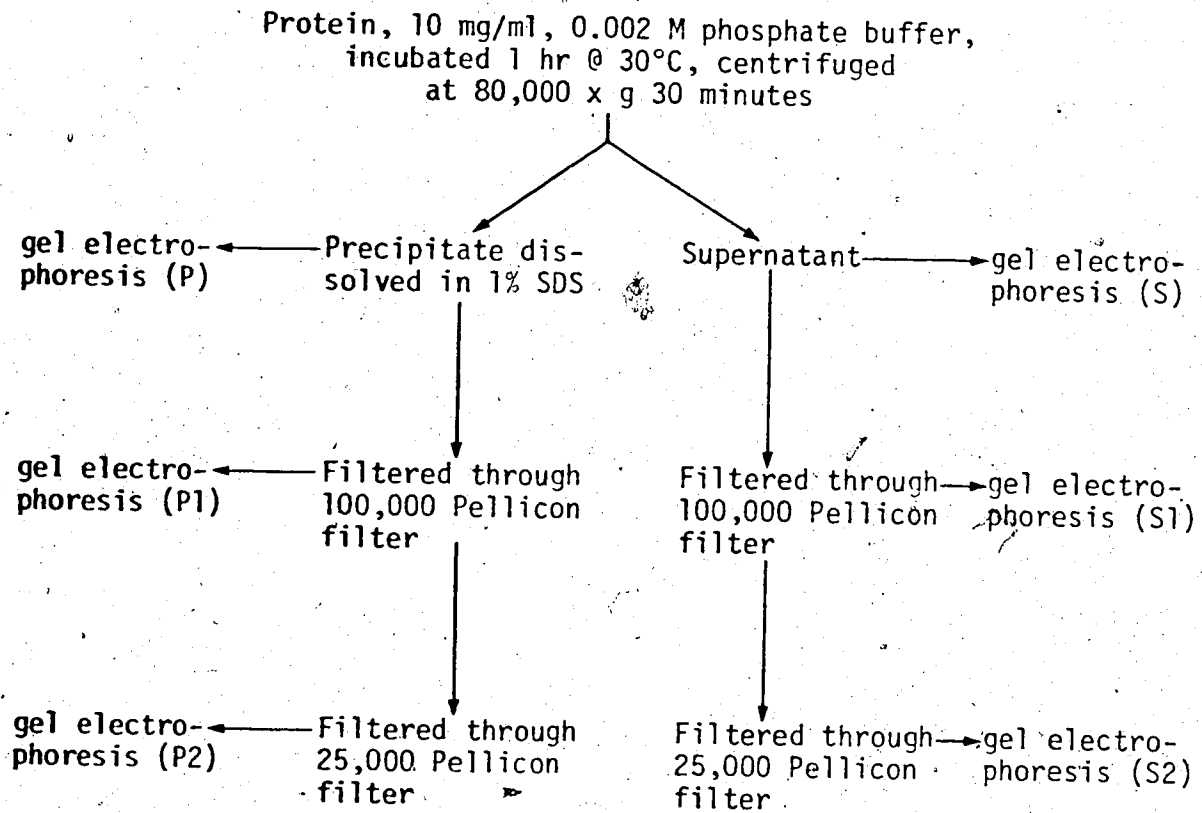 Protein, 10 mg/ml, 0.002 M phosphate buffer,
incubated 1 hr @ 30°C, centrifuged
at 80,000 x g 30 minutes
gel electro-
phoresis (P)
Precipitate dis-
solved in 1% SDS
Supernatant
gel electro-
phoresis (S)
gel electro-
phoresis (P1)
Filtered through
100,000 Pellicon
filter
Filtered through
100,000 Pellicon
filter
gel electro-
phoresis (S1)
gel electro-
phoresis (P2)
Filtered through
25,000 Pellicon
filter
Filtered through
25,000 Pellicon
filter
gel electro-
phoresis (S2)